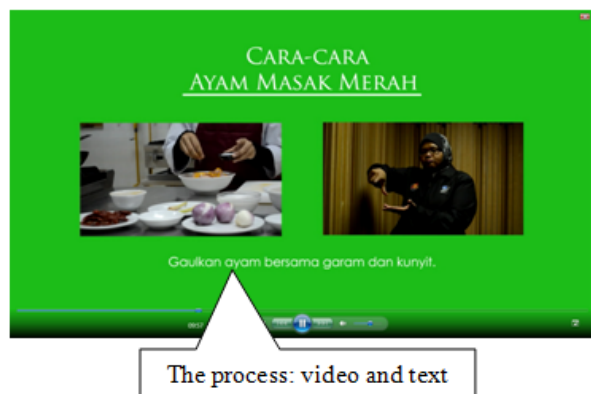 CARA-CARA
AYAM MASAK MERAH
Gaulkan ayam bersama garam dan kunyit.
The process: video and text